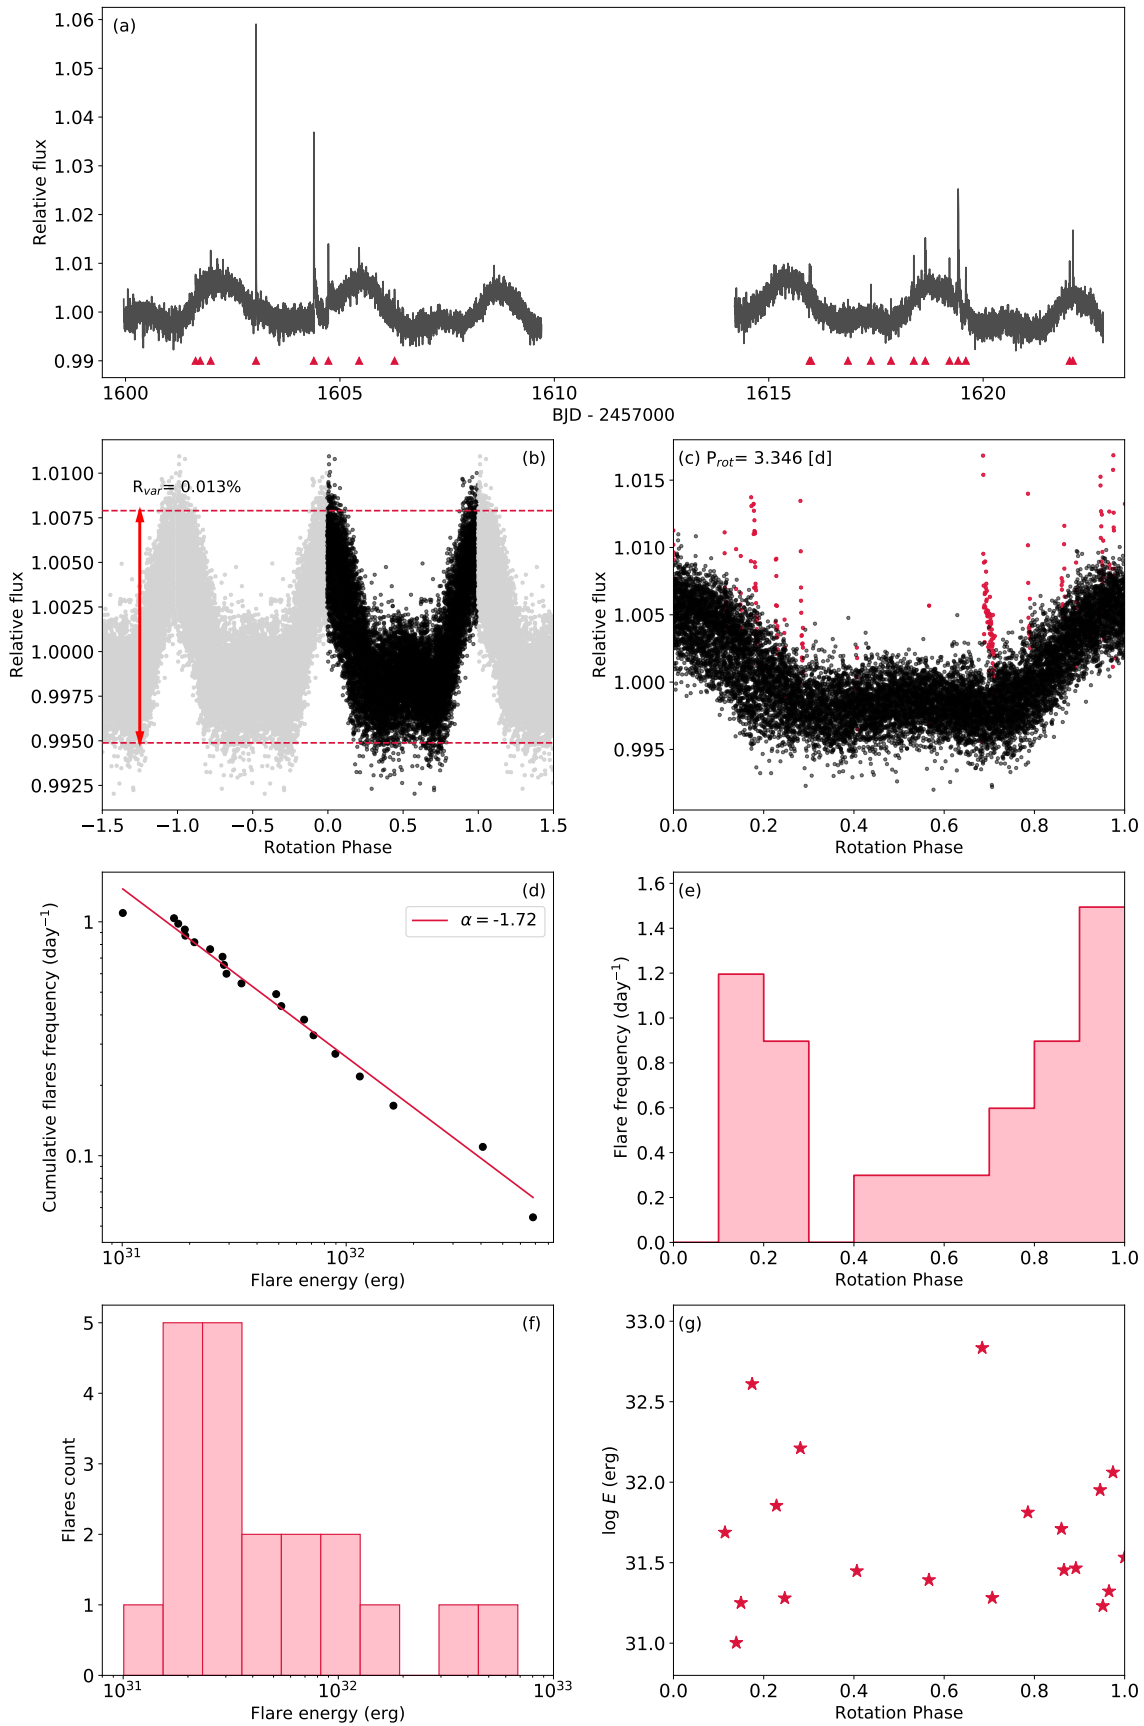 (a)
1.06
1.05
1.04
1.03
1.02
1.01
1.00
0.99
Relative flux
1600 1605 1610 1615 1620
BJD - 2457000
(b)
R_var= 0.013%
1.0100
1.0075
1.0050
1.0025
1.0000
0.9975
0.9950
0.9925
Relative flux
−1.5 −1.0 −0.5 0.0 0.5 1.0 1.5
Rotation Phase
(c) P_rot= 3.346 [d]
1.015
1.010
1.005
1.000
0.995
Relative flux
0.0 0.2 0.4 0.6 0.8 1.0
Rotation Phase
(d)
α = -1.72
1
0.1
Cumulative flares frequency (day⁻¹)
10³¹ 10³²
Flare energy (erg)
(e)
1.6
1.4
1.2
1.0
0.8
0.6
0.4
0.2
0.0
Flare frequency (day⁻¹)
0.0 0.2 0.4 0.6 0.8 1.0
Rotation Phase
(f)
5
4
3
2
1
0
Flares count
10³¹ 10³² 10³³
Flare energy (erg)
(g)
33.0
32.5
32.0
31.5
31.0
log E (erg)
0.0 0.2 0.4 0.6 0.8 1.0
Rotation Phase